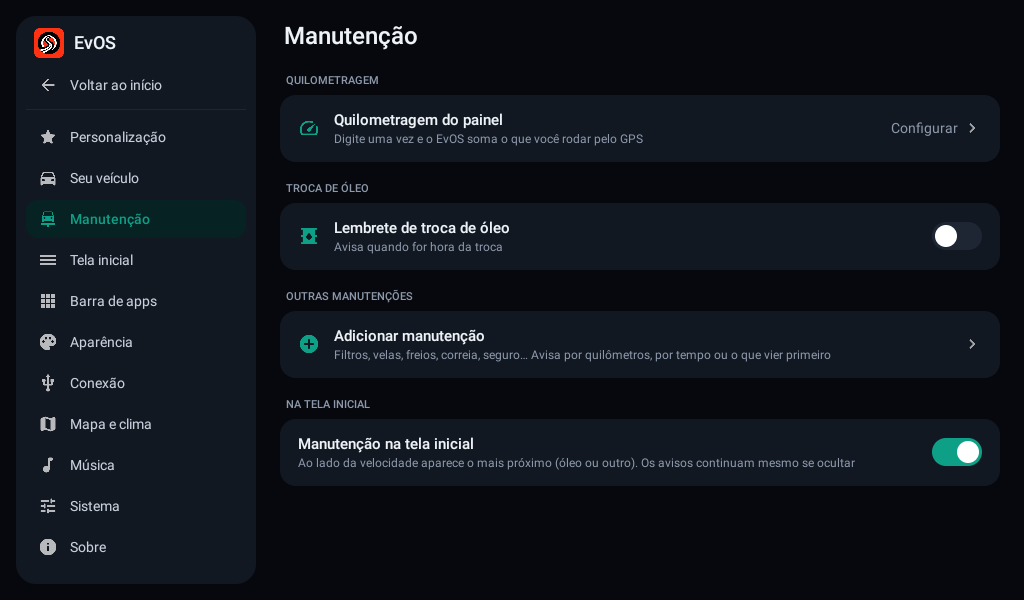 EvOS
Voltar ao início
Personalização
Seu veículo
Manutenção
Tela inicial
Barra de apps
Aparência
Conexão
Mapa e clima
Música
Sistema
Sobre
Manutenção
QUILOMETRAGEM
Quilometragem do painel
Digite uma vez e o EvOS soma o que você rodar pelo GPS
Configurar
TROCA DE ÓLEO
Lembrete de troca de óleo
Avisa quando for hora da troca
OUTRAS MANUTENÇÕES
Adicionar manutenção
Filtros, velas, freios, correia, seguro... Avisa por quilômetros, por tempo ou o que vier primeiro
NA TELA INICIAL
Manutenção na tela inicial
Ao lado da velocidade aparece o mais próximo (óleo ou outro). Os avisos continuam mesmo se ocultar